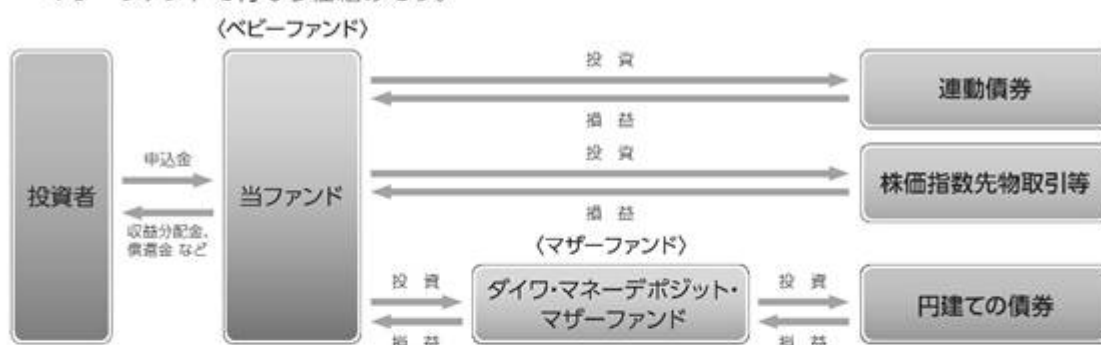 〈ベビーファンド〉
投資
連動債券
損益
申込金
投資者
当ファンド
収益分配金、
償還金 など
投資
株価指数先物取引等
損益
〈マザーファンド〉
投資
ダイワ・マネーデポジット・
マザーファンド
投資
円建ての債券
損益
損益